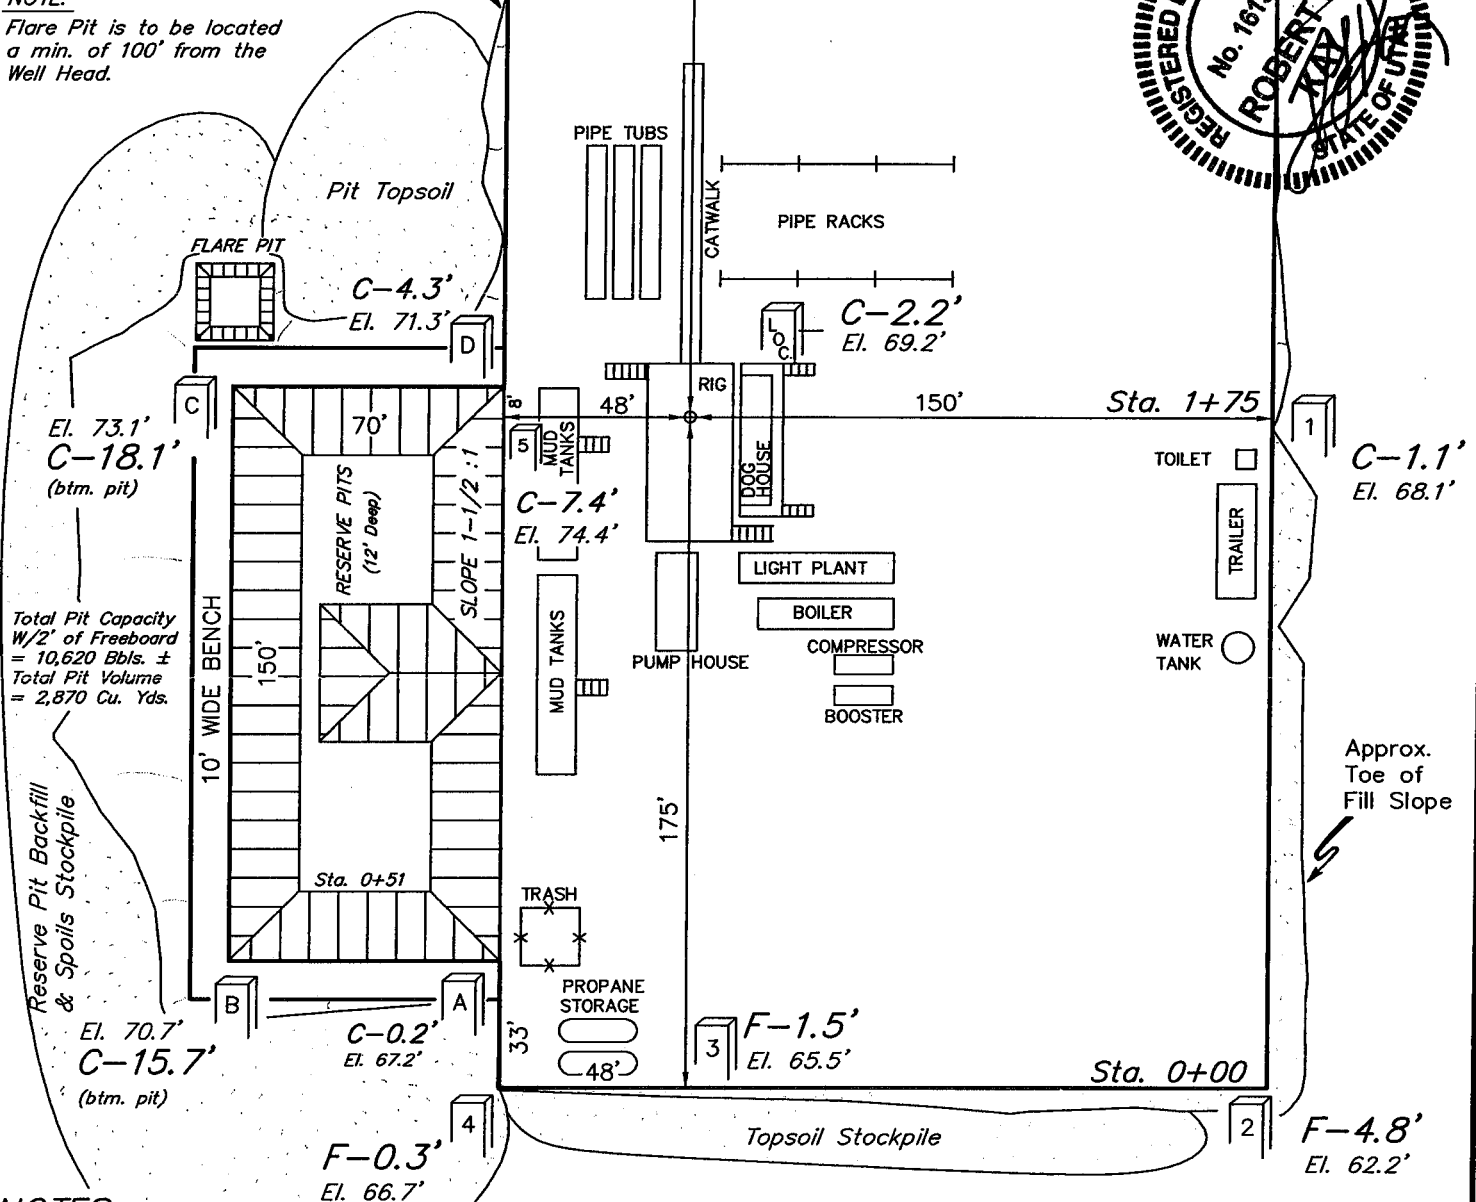 NOTE:
Flare Pit is to be located
a min. of 100' from the
Well Head.
REGISTERED
No. 161
ROBERT
KAY
STATE OF UTAH
PIPE TUBS
CATWALK
PIPE RACKS
Pit Topsoil
FLARE PIT
C-4.3'
El. 71.3'
D
L
O
C.
C-2.2'
El. 69.2'
C
El. 73.1'
C-18.1'
(btm. pit)
70'
8'
48'
RIG
150'
Sta. 1+75
1
C-1.1'
El. 68.1'
5
MUD
TANKS
DOG
HOUSE
TOILET
TRAILER
C-7.4'
El. 74.4'
RESERVE PITS
(12' Deep)
SLOPE 1-1/2 :1
LIGHT PLANT
BOILER
COMPRESSOR
BOOSTER
PUMP HOUSE
MUD TANKS
WATER
TANK
Total Pit Capacity
W/2' of Freeboard
= 10,620 Bbls. ±
Total Pit Volume
= 2,870 Cu. Yds.
10' WIDE BENCH
150'
175'
Approx.
Toe of
Fill Slope
Reserve Pit Backfill
& Spoils Stockpile
Sta. 0+51
TRASH
PROPANE
STORAGE
B
A
El. 70.7'
C-15.7'
(btm. pit)
C-0.2'
El. 67.2'
33'
48'
3
F-1.5'
El. 65.5'
Sta. 0+00
4
F-0.3'
El. 66.7'
Topsoil Stockpile
2
F-4.8'
El. 62.2'
NOTES